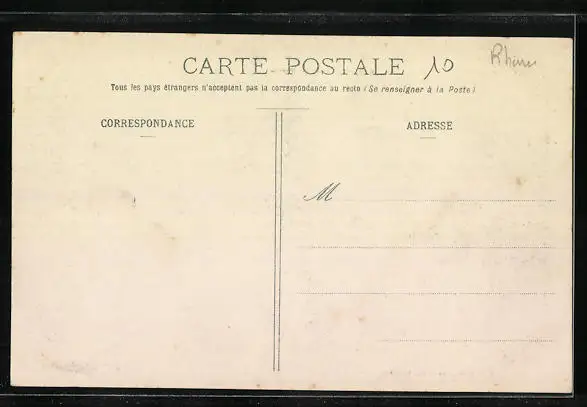 CARTE POSTALE 10
Tous les pays étrangers n'acceptent pas la correspondance au recto (Se renseigner à la Poste)
CORRESPONDANCE
ADRESSE
M